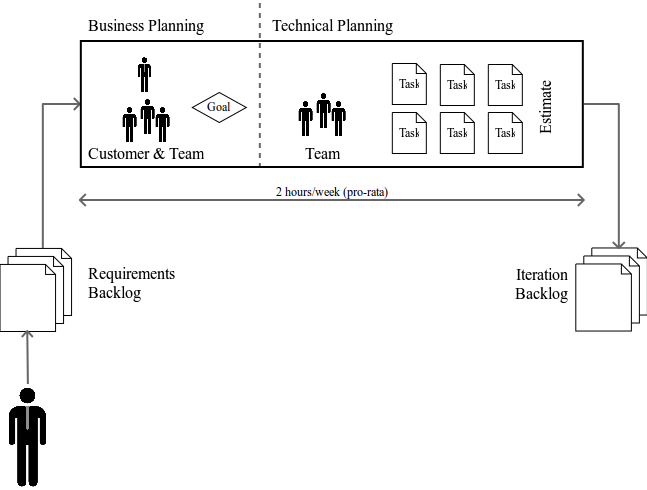 Business Planning
Technical Planning
Goal
Task
Task
Task
Task
Task
Task
Estimate
Customer & Team
Team
2 hours/week (pro-rata)
Requirements
Backlog
Iteration
Backlog